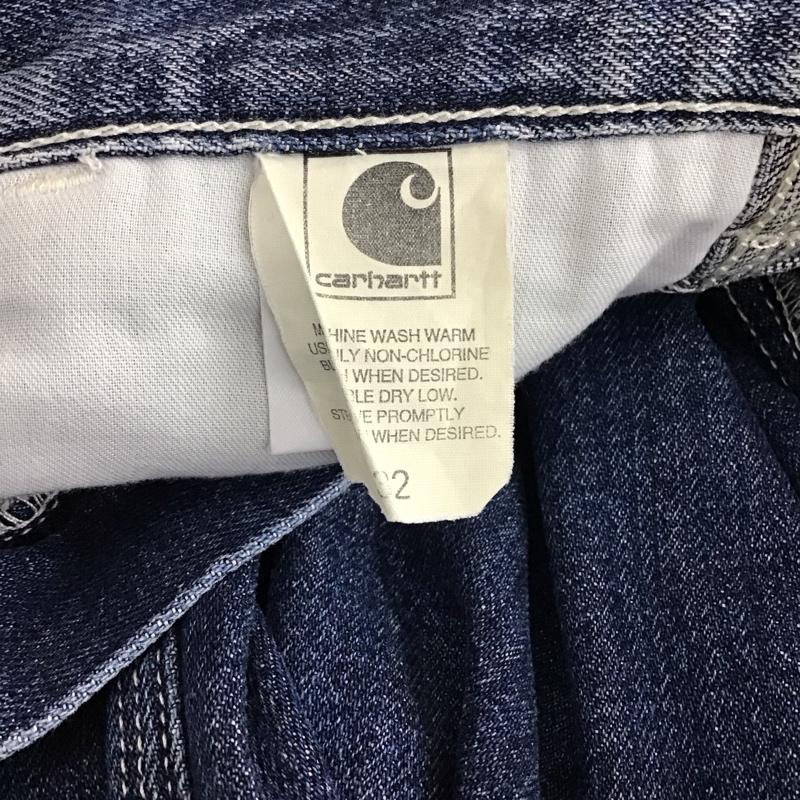 carhartt
WASH WARM
NON-CHLORINE
WHEN DESIRED.
DRY LOW.
PROMPTLY
WHEN DESIRED.